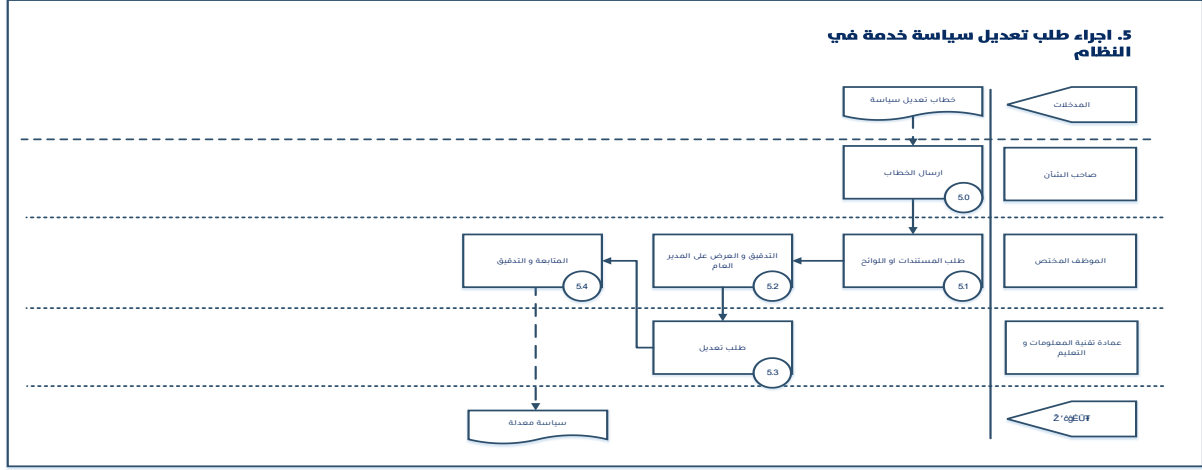 5. اجراء طلب تعديل سياسة خدمة في
النظام
المدخلات
خطاب تعديل سياسة
صاحب الشأن
ارسال الخطاب
5.0
الموظف المختص
طلب المستندات او اللوائح
5.1
التدقيق و العرض على المدير
العام
5.2
المتابعة و التدقيق
5.4
عمادة تقنية المعلومات و
التعليم
طلب تعديل
5.3
سياسة معدلة